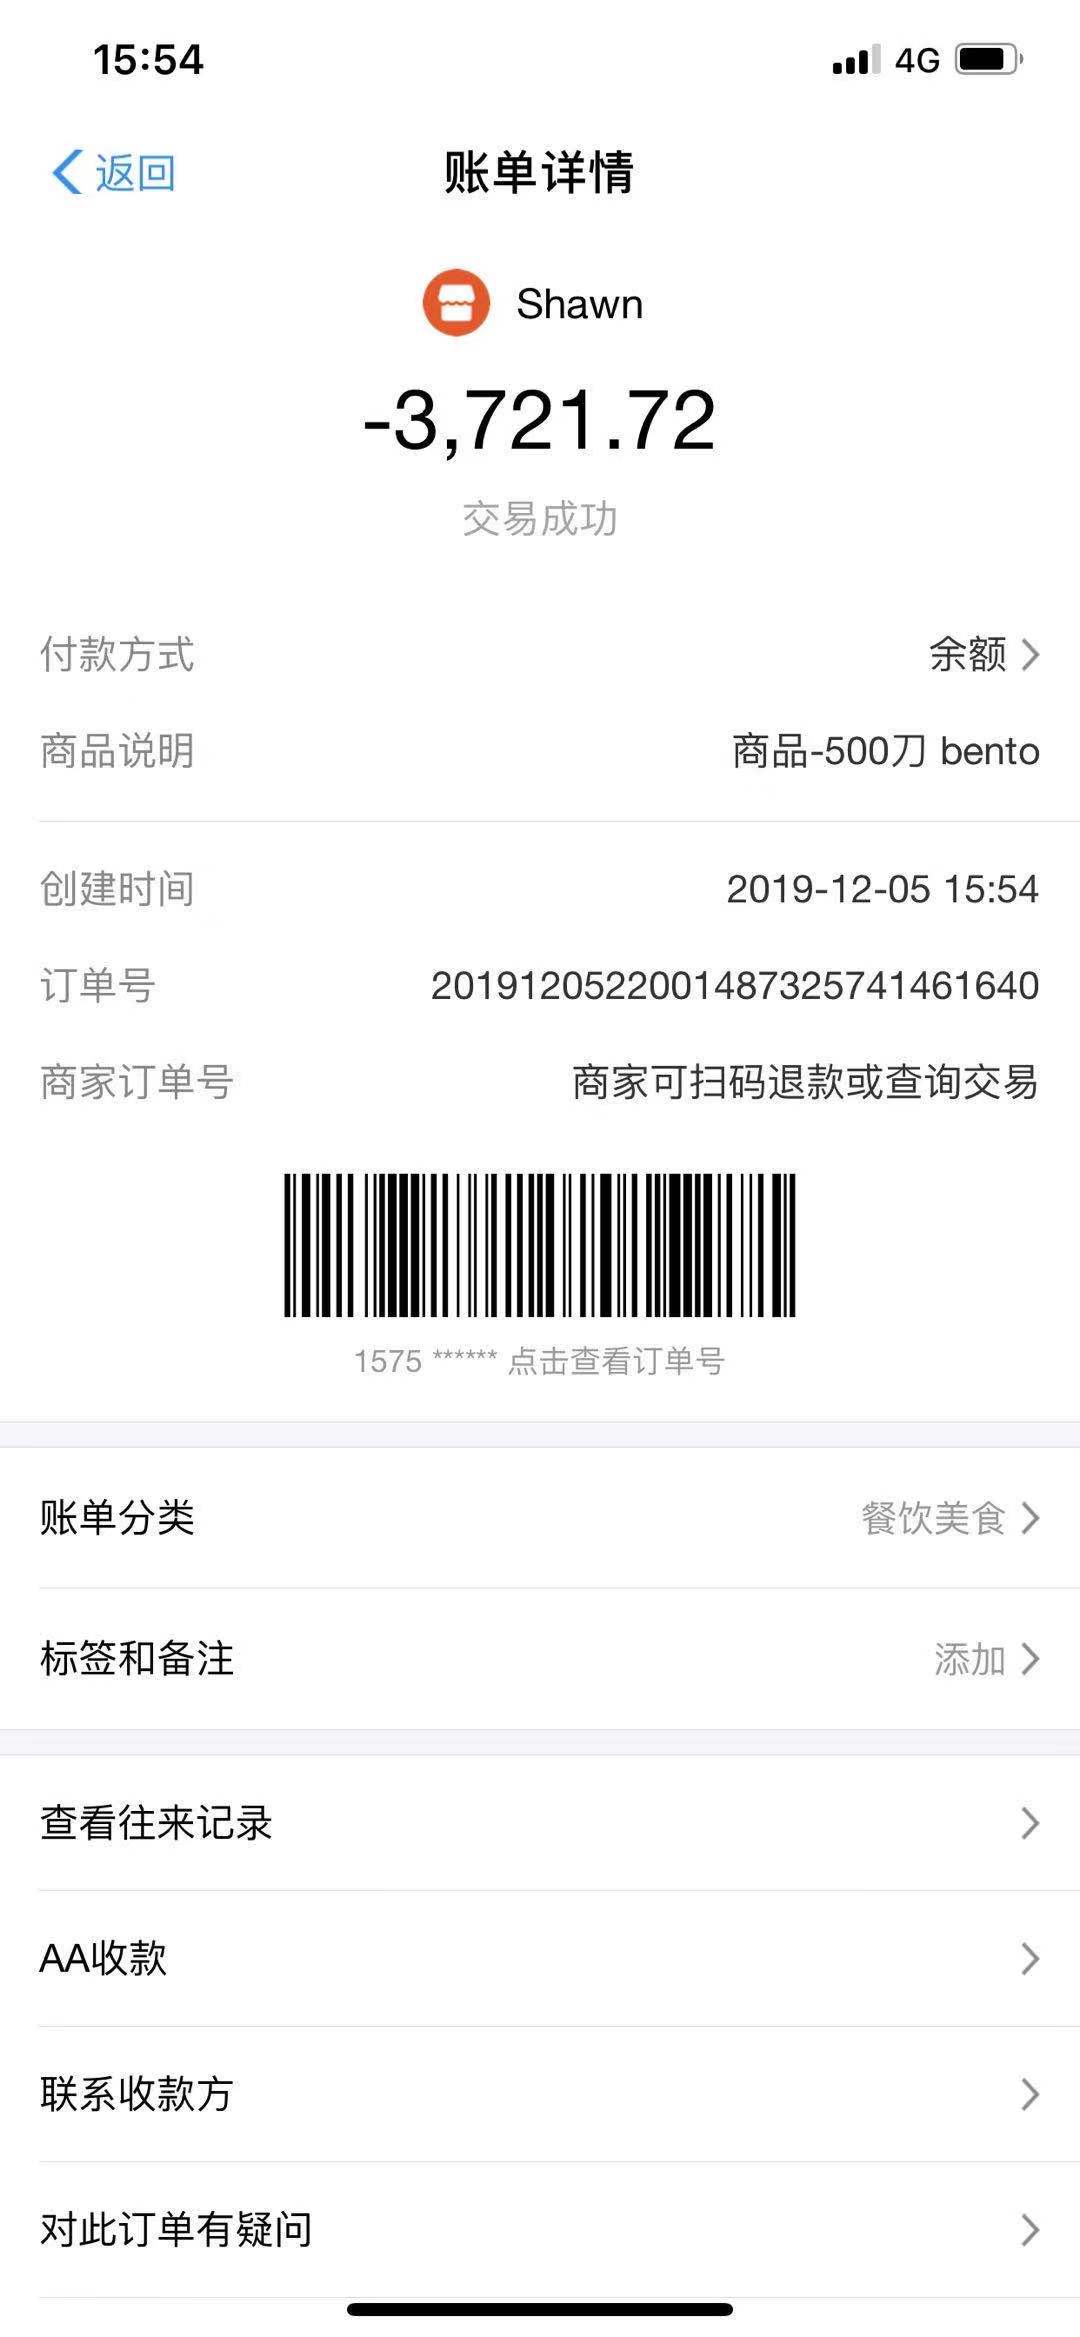 15:54 4G
返回 账单详情
Shawn
-3,721.72
交易成功
付款方式 余额
商品说明 商品-500刀 bento
创建时间 2019-12-05 15:54
订单号 2019120522001487325741461640
商家订单号 商家可扫码退款或查询交易
1575 ****** 点击查看订单号
账单分类 餐饮美食
标签和备注 添加
查看往来记录
AA收款
联系收款方
对此订单有疑问